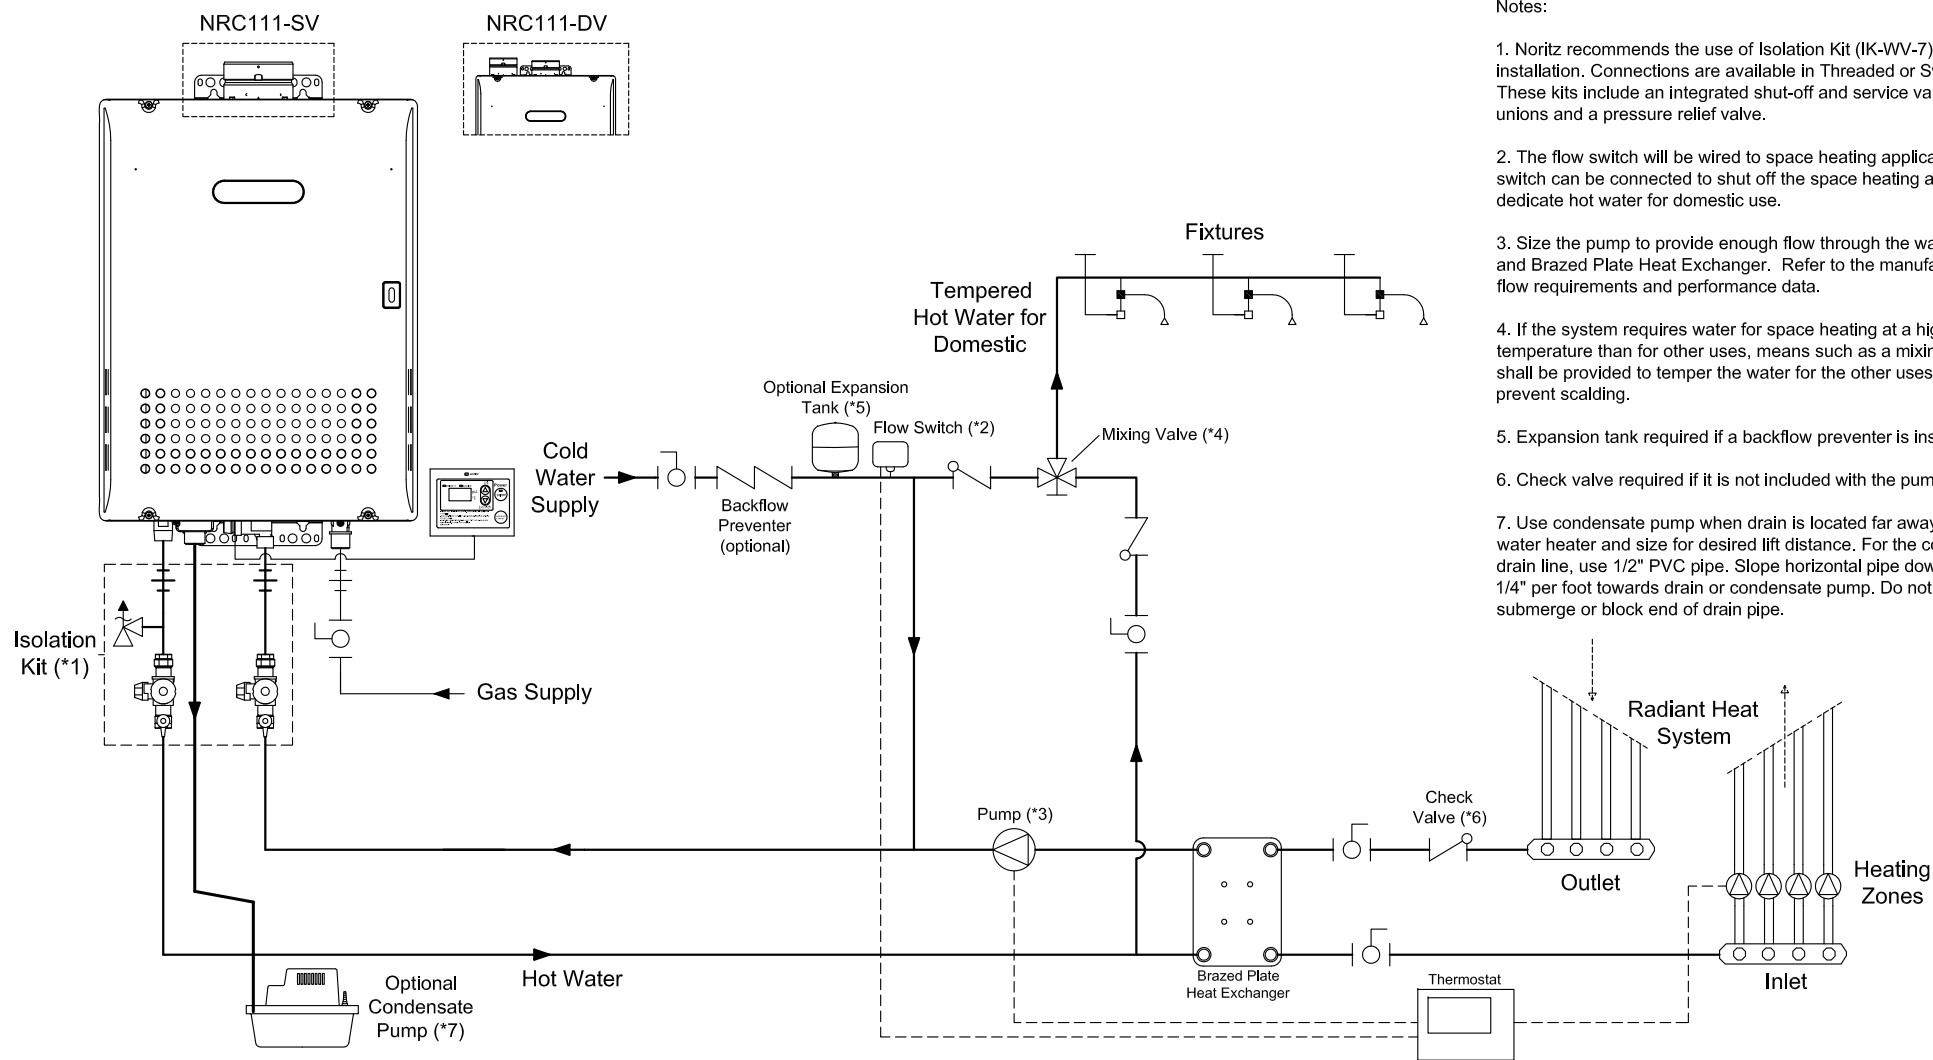 NRC111-SV
NRC111-DV
Notes:
1. Noritz recommends the use of Isolation Kit (IK-WV-7)
installation. Connections are available in Threaded or
These kits include an integrated shut-off and service
unions and a pressure relief valve.
2. The flow switch will be wired to space heating
switch can be connected to shut off the space heating
dedicate hot water for domestic use.
3. Size the pump to provide enough flow through the
and Brazed Plate Heat Exchanger.  Refer to the
flow requirements and performance data.
4. If the system requires water for space heating at a
temperature than for other uses, means such as a
shall be provided to temper the water for the other uses
prevent scalding.
5. Expansion tank required if a backflow preventer is
6. Check valve required if it is not included with the
7. Use condensate pump when drain is located far away
water heater and size for desired lift distance. For the
drain line, use 1/2" PVC pipe. Slope horizontal pipe
1/4" per foot towards drain or condensate pump. Do not
submerge or block end of drain pipe.
Fixtures
Tempered
Hot Water for
Domestic
Optional Expansion
Tank (*5)
Flow Switch (*2)
Mixing Valve (*4)
Cold
Water
Supply
Backflow
Preventer
(optional)
Isolation
Kit (*1)
Gas Supply
Radiant Heat
System
Pump (*3)
Check
Valve (*6)
Outlet
Heating
Zones
Inlet
Hot Water
Brazed Plate
Heat Exchanger
Thermostat
Optional
Condensate
Pump (*7)